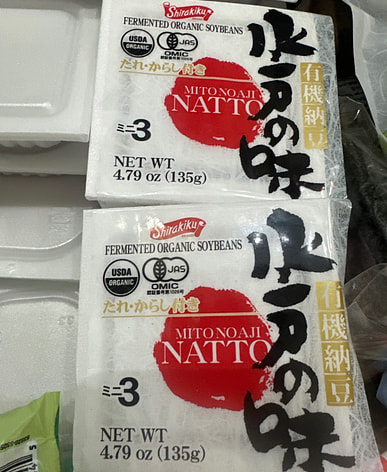 Shirakiku
FERMENTED ORGANIC SOYBEANS
USDA
ORGANIC
JAS
OMIC
たれ・からし付き
MITO NO AJI
NATTO
ミニ3
NET WT
4.79 oz (135g)
水戸の味
有機納豆
Shirakiku
FERMENTED ORGANIC SOYBEANS
USDA
ORGANIC
JAS
OMIC
たれ・からし付き
MITO NO AJI
NATTO
ミニ3
NET WT
4.79 oz (135g)
水戸の味
有機納豆